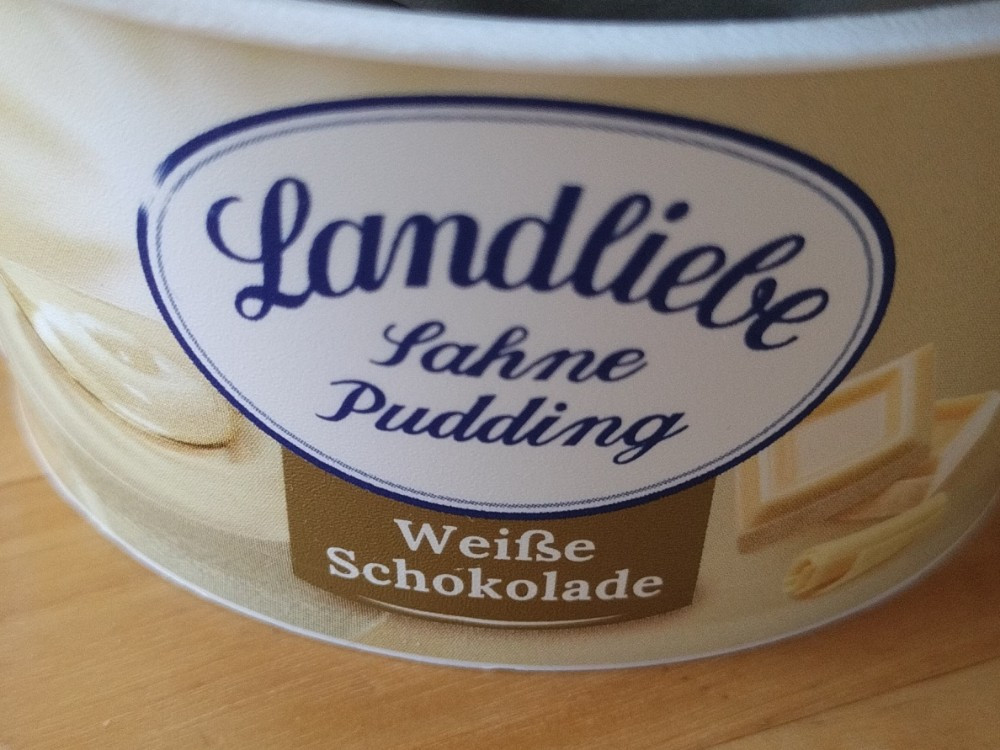 Landliebe
Sahne
Pudding
Weiße
Schokolade